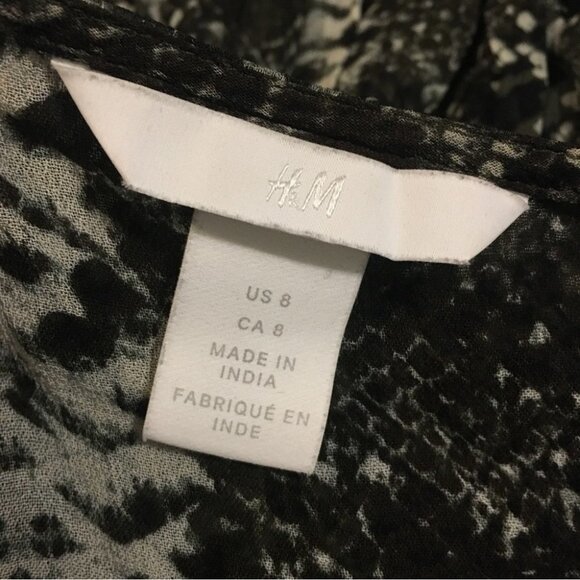 H&M
US 8
CA 8
MADE IN
INDIA
FABRIQUÉ EN
INDE